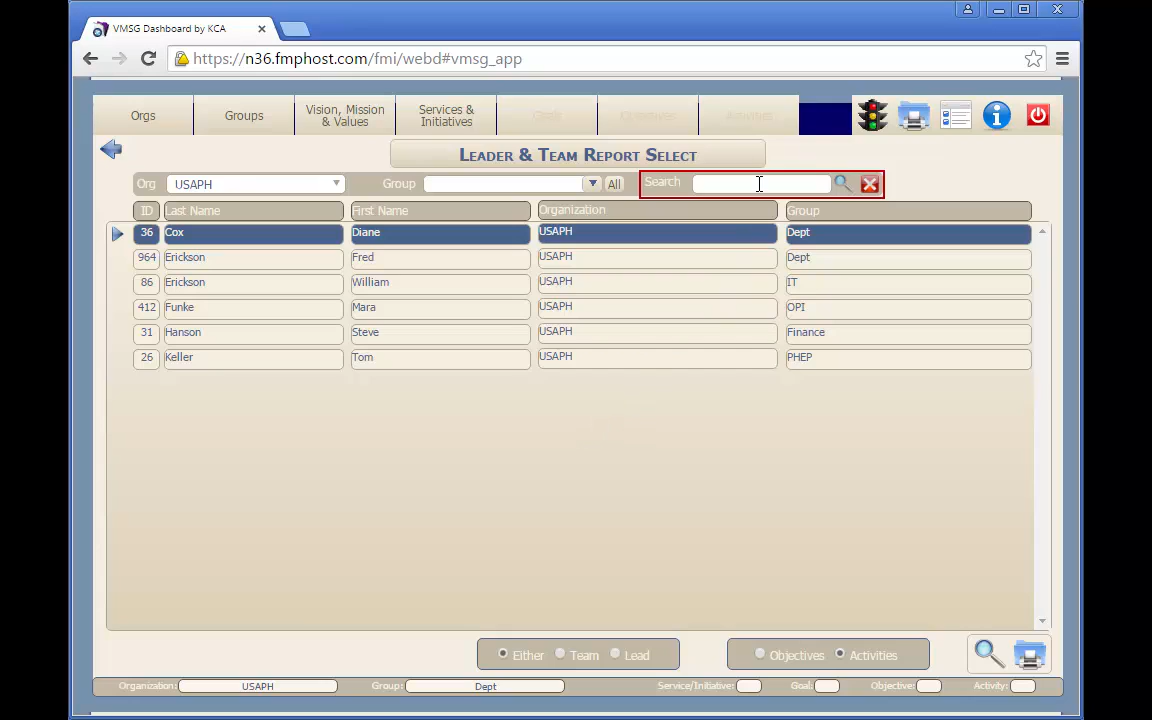 VMSG Dashboard by KCA
https://n36.fmphost.com/fmi/webd#vmsg_app
Orgs
Groups
Vision, Mission
& Values
Services &
Initiatives
Goals
Objectives
Activities
LEADER & TEAM REPORT SELECT
Org USAPH Group All Search
ID Last Name First Name Organization Group
36 Cox Diane USAPH Dept
964 Erickson Fred USAPH Dept
86 Erickson William USAPH IT
412 Funke Mara USAPH OPI
31 Hanson Steve USAPH Finance
26 Keller Tom USAPH PHEP
Either Team Lead Objectives Activities
Organization: USAPH Group: Dept Service/Initiative: Goal: Objective: Activity: